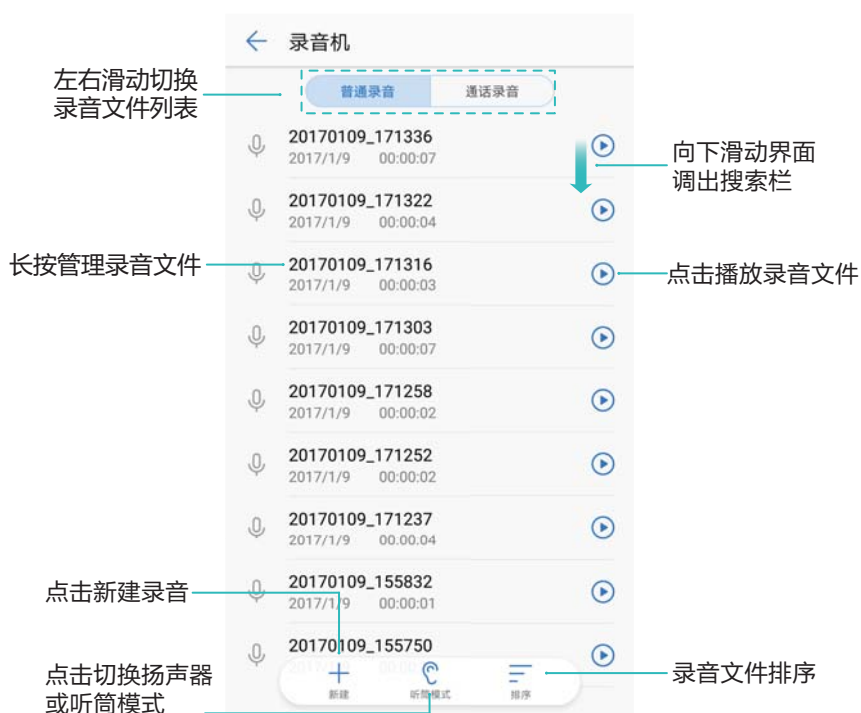 录音机
左右滑动切换
录音文件列表
普通录音 通话录音
20170109_171336
2017/1/9 00:00:07
向下滑动界面
调出搜索栏
20170109_171322
2017/1/9 00:00:04
长按管理录音文件
20170109_171316
2017/1/9 00:00:03
点击播放录音文件
20170109_171303
2017/1/9 00:00:07
20170109_171258
2017/1/9 00:00:02
20170109_171252
2017/1/9 00:00:02
20170109_171237
2017/1/9 00.00.04
点击新建录音
20170109_155832
2017/1/9 00:00:01
20170109_155750
点击切换扬声器
或听筒模式
新建 听筒模式 排序
录音文件排序